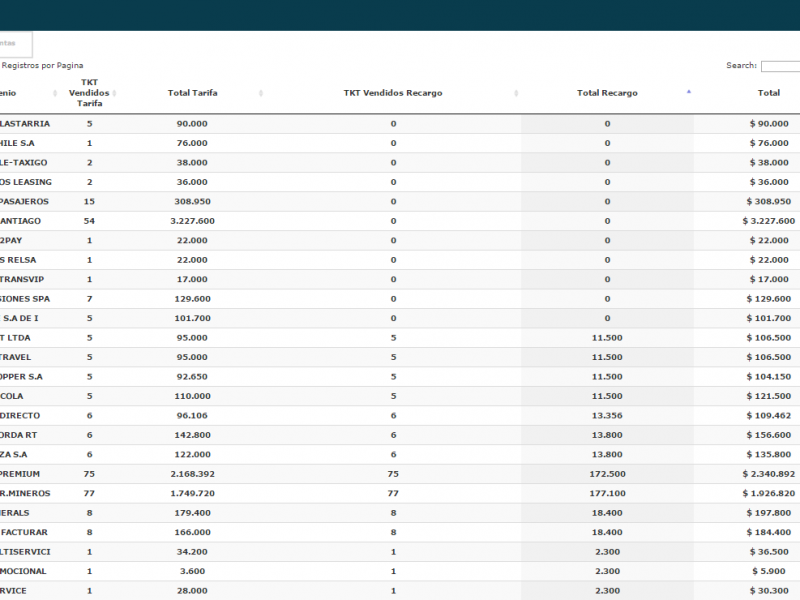 Registros por Pagina
Search:
enio TKT Vendidos Tarifa Total Tarifa TKT Vendidos Recargo Total Recargo Total
LASTARRIA 5 90.000 0 0 $ 90.000
HILE S.A 1 76.000 0 0 $ 76.000
LE-TAXIGO 2 38.000 0 0 $ 38.000
OS LEASING 2 36.000 0 0 $ 36.000
PASAJEROS 15 308.950 0 0 $ 308.950
ANTIAGO 54 3.227.600 0 0 $ 3.227.600
2PAY 1 22.000 0 0 $ 22.000
S RELSA 1 22.000 0 0 $ 22.000
TRANSVIP 1 17.000 0 0 $ 17.000
SIONES SPA 7 129.600 0 0 $ 129.600
S.A DE I 5 101.700 0 0 $ 101.700
T LTDA 5 95.000 5 11.500 $ 106.500
TRAVEL 5 95.000 5 11.500 $ 106.500
OPPER S.A 5 92.650 5 11.500 $ 104.150
COLA 5 110.000 5 11.500 $ 121.500
DIRECTO 6 96.106 6 13.356 $ 109.462
ORDA RT 6 142.800 6 13.800 $ 156.600
ZA S.A 6 122.000 6 13.800 $ 135.800
PREMIUM 75 2.168.392 75 172.500 $ 2.340.892
R.MINEROS 77 1.749.720 77 177.100 $ 1.926.820
NERALS 8 179.400 8 18.400 $ 197.800
FACTURAR 8 166.000 8 18.400 $ 184.400
LTISERVICI 1 34.200 1 2.300 $ 36.500
MOCIONAL 1 3.600 1 2.300 $ 5.900
RVICE 1 28.000 1 2.300 $ 30.300